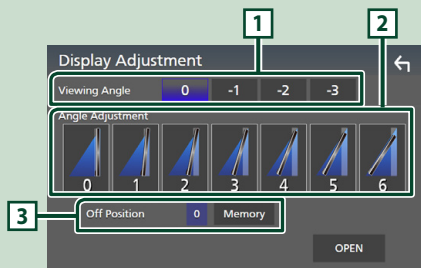 1 2
Display Adjustment
Viewing Angle 0 -1 -2 -3
Angle Adjustment
0 1 2 3 4 5 6
3 Off Position 0 Memory
OPEN